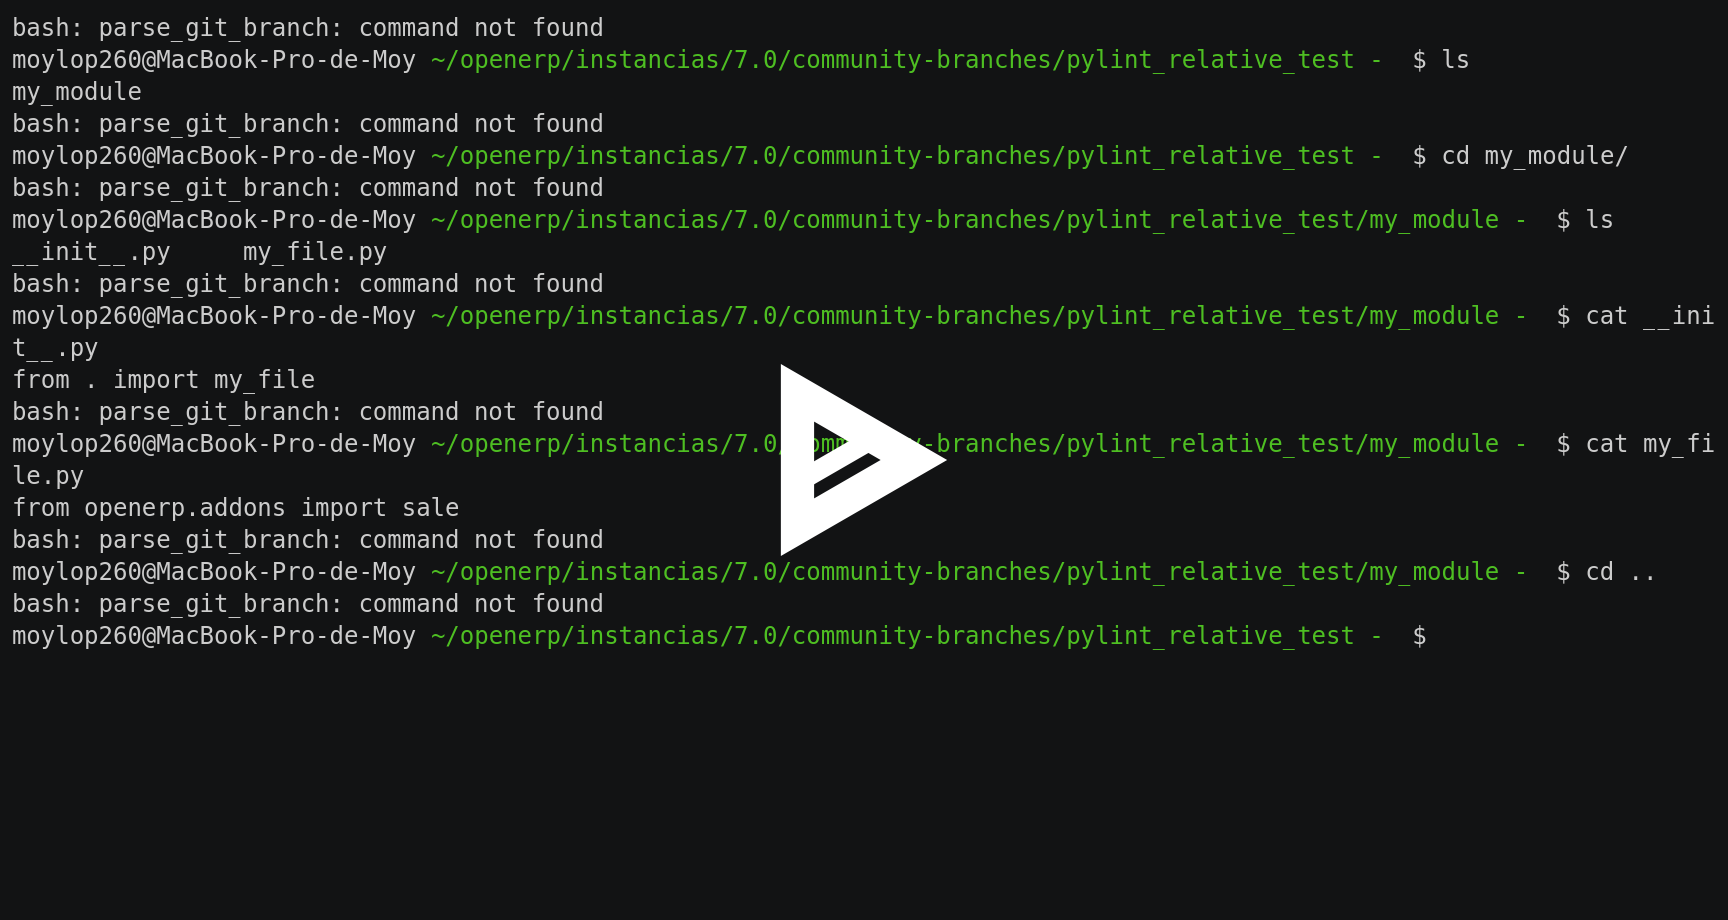 bash: parse_git_branch: command not found
moylop260@MacBook-Pro-de-Moy ~/openerp/instancias/7.0/community-branches/pylint_relative_test -  $ ls
my_module
bash: parse_git_branch: command not found
moylop260@MacBook-Pro-de-Moy ~/openerp/instancias/7.0/community-branches/pylint_relative_test -  $ cd my_module/
bash: parse_git_branch: command not found
moylop260@MacBook-Pro-de-Moy ~/openerp/instancias/7.0/community-branches/pylint_relative_test/my_module -  $ ls
__init__.py     my_file.py
bash: parse_git_branch: command not found
moylop260@MacBook-Pro-de-Moy ~/openerp/instancias/7.0/community-branches/pylint_relative_test/my_module -  $ cat __ini
t__.py
from . import my_file
bash: parse_git_branch: command not found
moylop260@MacBook-Pro-de-Moy ~/openerp/instancias/7.0/community-branches/pylint_relative_test/my_module -  $ cat my_fi
le.py
from openerp.addons import sale
bash: parse_git_branch: command not found
moylop260@MacBook-Pro-de-Moy ~/openerp/instancias/7.0/community-branches/pylint_relative_test/my_module -  $ cd ..
bash: parse_git_branch: command not found
moylop260@MacBook-Pro-de-Moy ~/openerp/instancias/7.0/community-branches/pylint_relative_test -  $